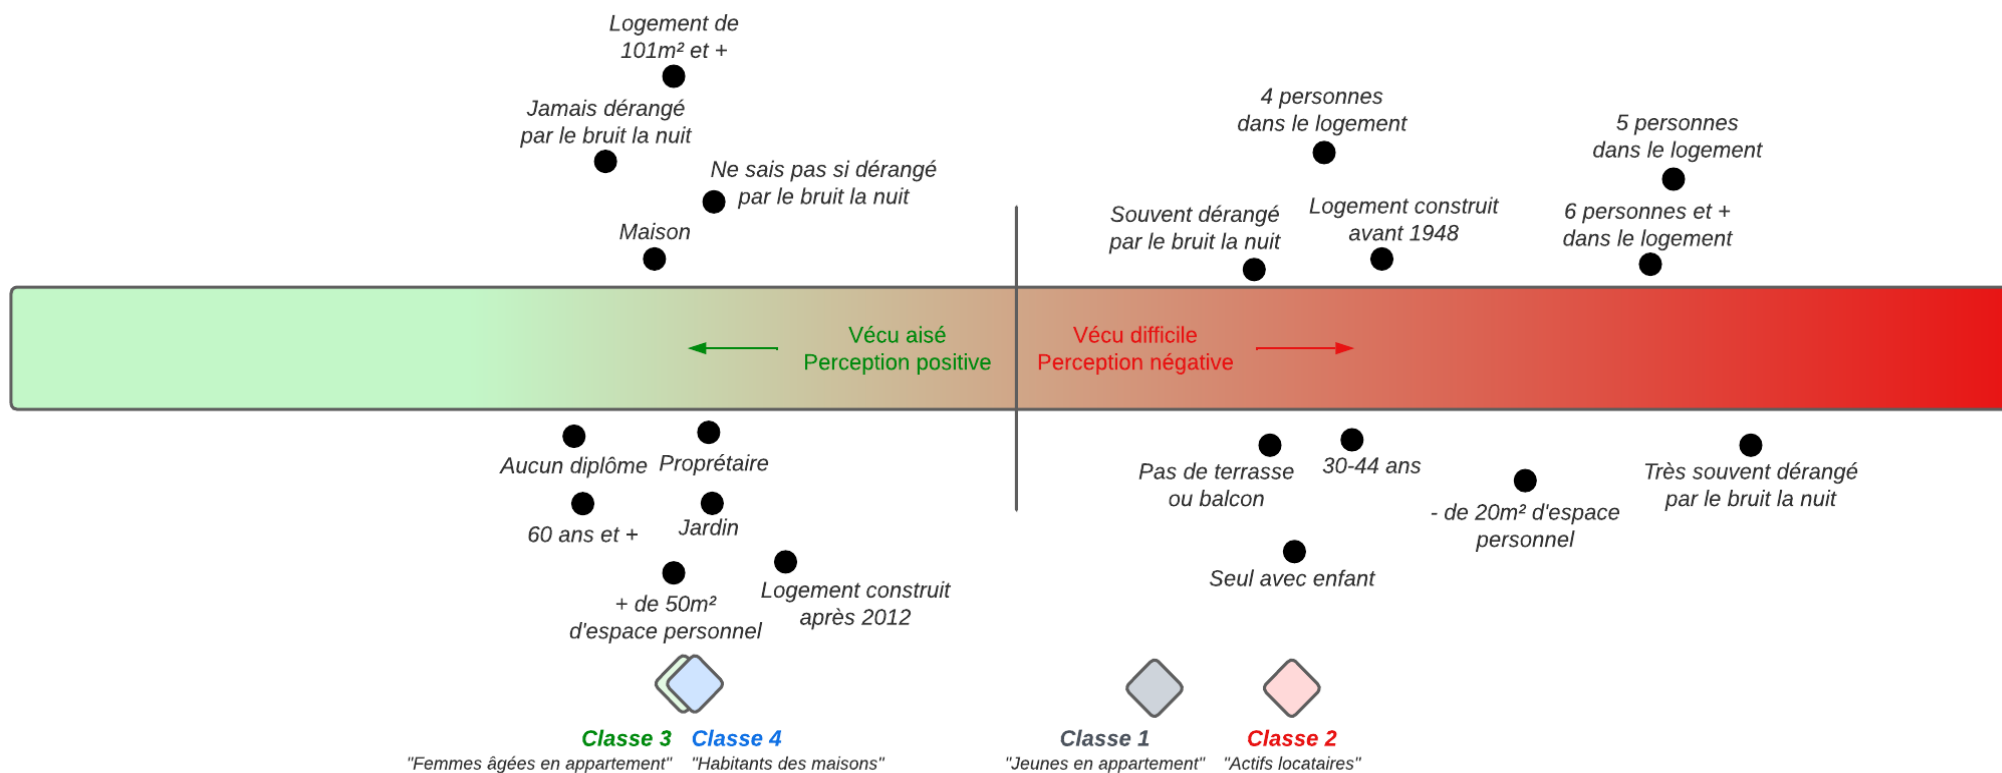 Logement de
101m² et +
Jamais dérangé
par le bruit la nuit
Ne sais pas si dérangé
par le bruit la nuit
Maison
4 personnes
dans le logement
5 personnes
dans le logement
Souvent dérangé
par le bruit la nuit
Logement construit
avant 1948
6 personnes et +
dans le logement
Vécu aisé
Perception positive
Vécu difficile
Perception négative
Aucun diplôme
Proprétaire
60 ans et +
Jardin
+ de 50m²
d'espace personnel
Logement construit
après 2012
Pas de terrasse
ou balcon
30-44 ans
- de 20m² d'espace
personnel
Très souvent dérangé
par le bruit la nuit
Seul avec enfant
Classe 3
"Femmes âgées en appartement"
Classe 4
"Habitants des maisons"
Classe 1
"Jeunes en appartement"
Classe 2
"Actifs locataires"